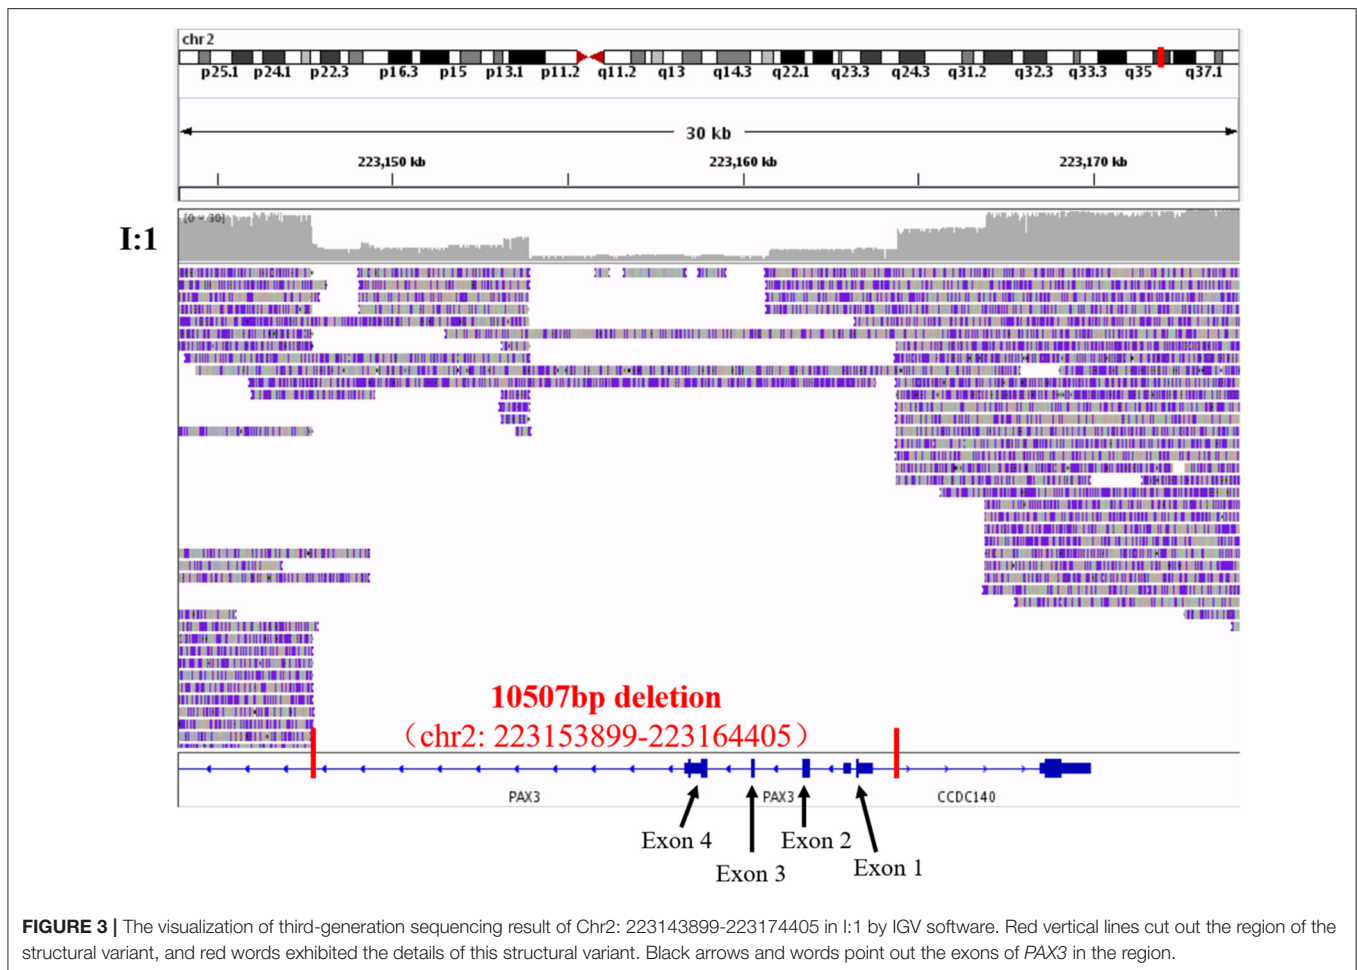 chr2
p25.1 p24.1 p22.3 p16.3 p15 p13.1 p11.2 q11.2 q13 q14.3 q22.1 q23.3 q24.3 q31.2 q32.3 q33.3 q35 q37.1
30 kb
223,150 kb 223,160 kb 223,170 kb
[0 - 30]
I:1
10507bp deletion
（chr2: 223153899-223164405）
PAX3 PAX3 CCDC140
Exon 4 Exon 2
Exon 3 Exon 1
FIGURE 3 | The visualization of third-generation sequencing result of Chr2: 223143899-223174405 in I:1 by IGV software. Red vertical lines cut out the region of the
structural variant, and red words exhibited the details of this structural variant. Black arrows and words point out the exons of PAX3 in the region.